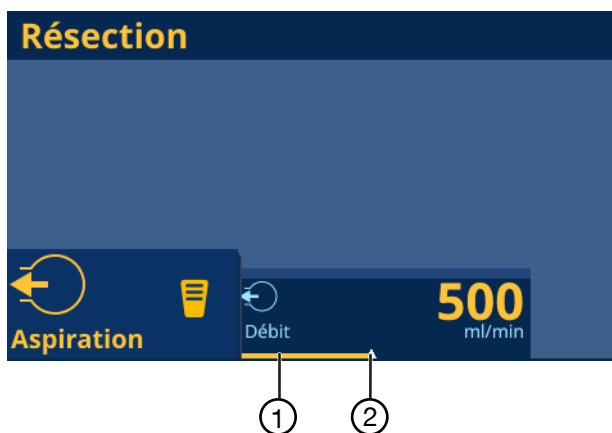 Résection
Aspiration
Débit
500
ml/min
1
2